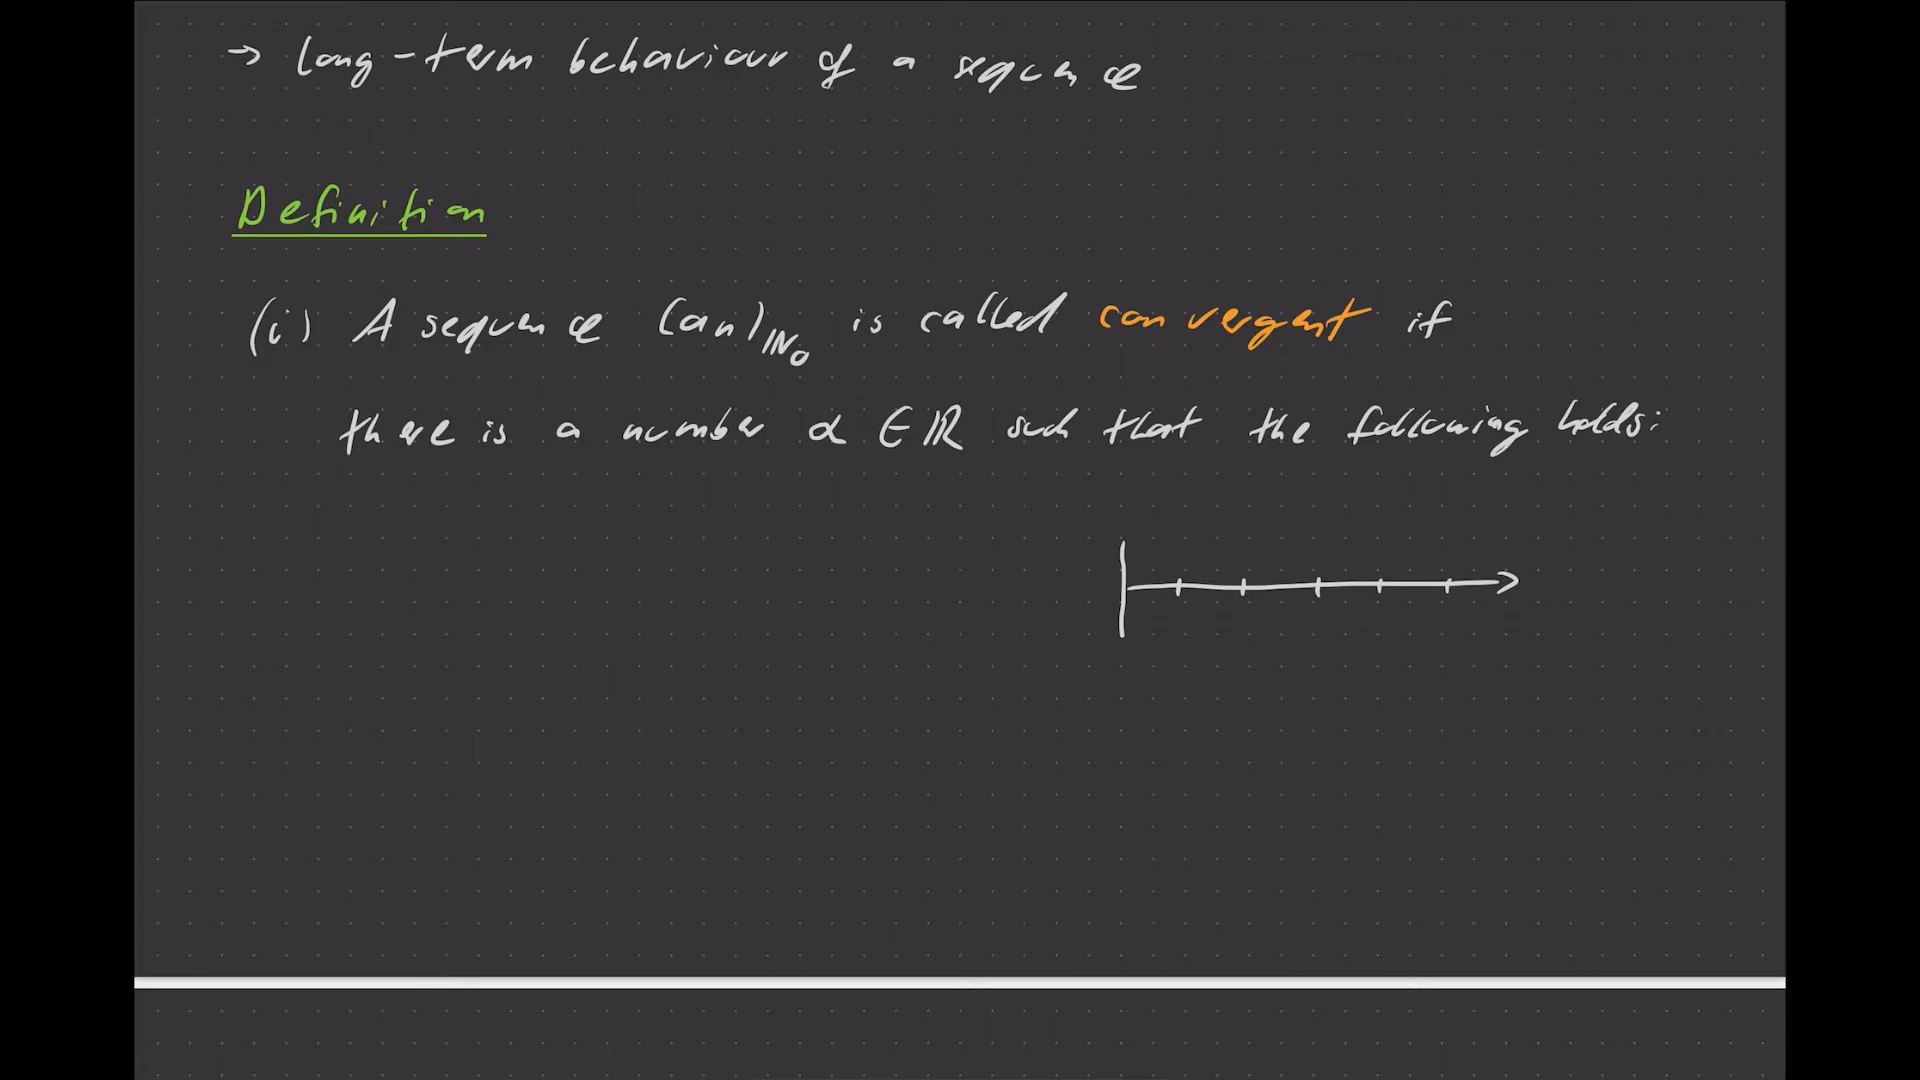 → long-term behaviour of a sequence
Definition
(i) A sequence (an)ℕ₀ is called convergent if
there is a number α ∈ ℝ such that the following holds: